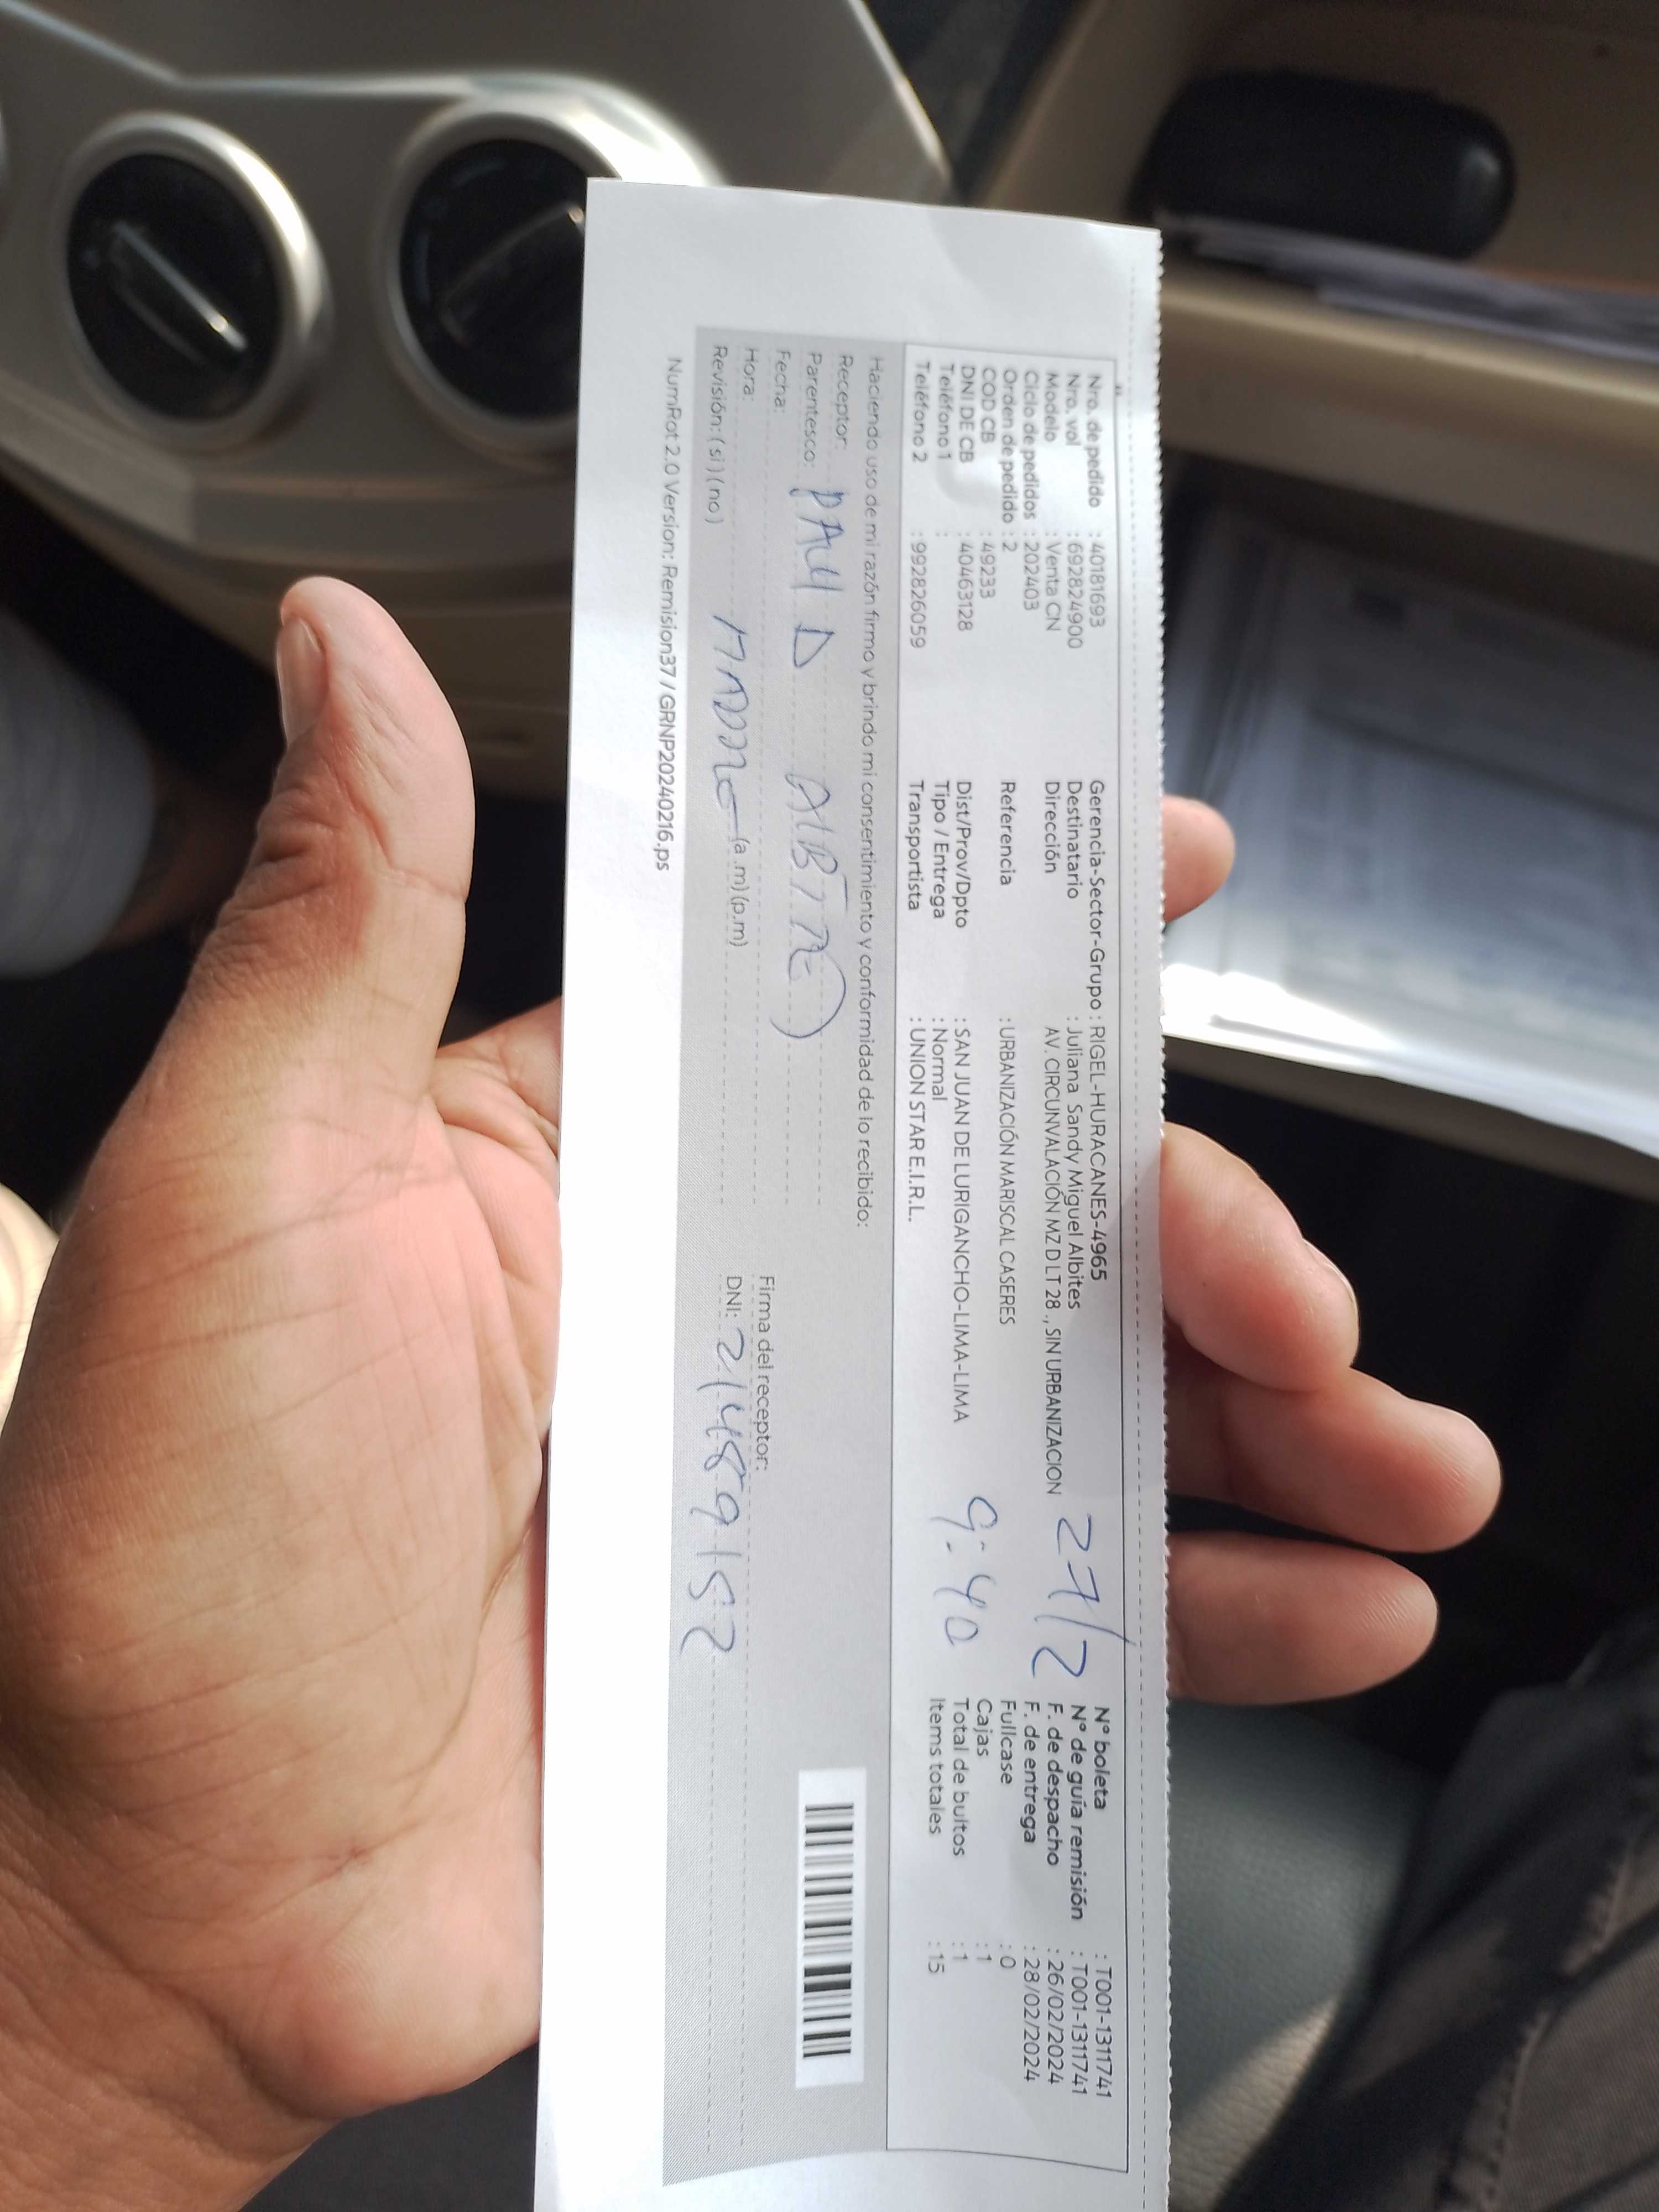 Nro. de pedido : 40181693
Nro. vol : 692824900
Modelo : Venta CN
Ciclo de pedidos : 202403
Orden de pedido : 2
COD CB : 49233
DNI DE CB : 40463128
Teléfono 1 :
Teléfono 2 : 992826059
Gerencia-Sector-Grupo : RIGEL-HURACANES-4965
Destinatario : Juliana Sandy Miguel Albites
Dirección AV. CIRCUNVALACIÓN MZ D LT 28 ., SIN URBANIZACION
Referencia : URBANIZACIÓN MARISCAL CASERES
Dist/Prov/Dpto : SAN JUAN DE LURIGANCHO-LIMA-LIMA
Tipo / Entrega : Normal
Transportista : UNION STAR E.I.R.L.
27/2
9:40
N° boleta : T001-1311741
N° de guía remisión : T001-1311741
F. de despacho : 26/02/2024
F. de entrega : 28/02/2024
Fullcase : 0
Cajas : 1
Total de bultos : 1
Items totales : 15
Haciendo uso de mi razón firmo y brindo mi consentimiento y conformidad de lo recibido:
Receptor:
Parentesco:
Fecha:
Hora: (a.m) (p.m)
Revisión: (si) (no)
Firma del receptor:
DNI: 21489152
NumRot 2.0 Version: Remision37 / GRNP20240216.ps